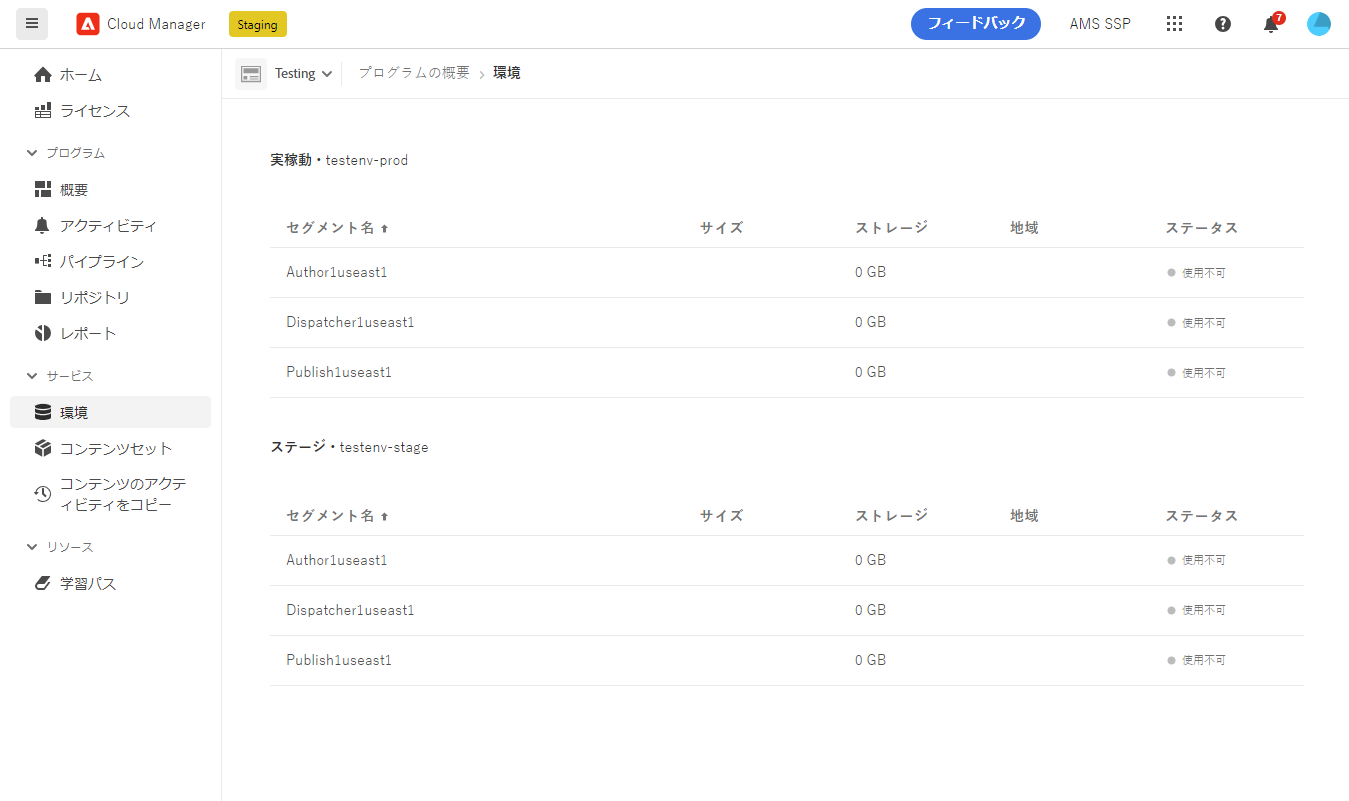 Cloud Manager
Staging
フィードバック
AMS SSP
7
ホーム
ライセンス
プログラム
概要
アクティビティ
パイプライン
リポジトリ
レポート
サービス
環境
コンテンツセット
コンテンツのアクテ
ィビティをコピー
リソース
学習パス
Testing
プログラムの概要 › 環境
実稼動・testenv-prod
セグメント名 サイズ ストレージ 地域 ステータス
Author1useast1 0 GB 使用不可
Dispatcher1useast1 0 GB 使用不可
Publish1useast1 0 GB 使用不可
ステージ・testenv-stage
セグメント名 サイズ ストレージ 地域 ステータス
Author1useast1 0 GB 使用不可
Dispatcher1useast1 0 GB 使用不可
Publish1useast1 0 GB 使用不可